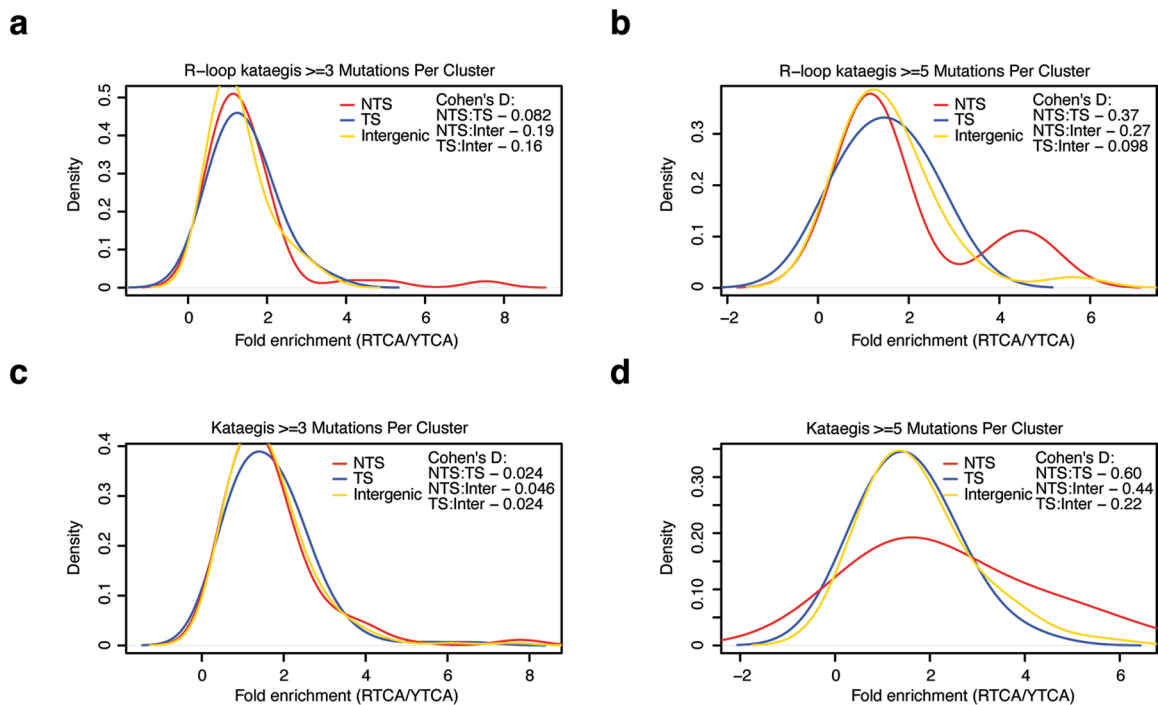 a
R-loop kataegis >=3 Mutations Per Cluster
Density
0.5
0.4
0.3
0.2
0.1
0
NTS
TS
Intergenic
Cohen's D:
NTS:TS – 0.082
NTS:Inter – 0.19
TS:Inter – 0.16
0 2 4 6 8
Fold enrichment (RTCA/YTCA)
b
R-loop kataegis >=5 Mutations Per Cluster
Density
0.3
0.2
0.1
0
NTS
TS
Intergenic
Cohen's D:
NTS:TS – 0.37
NTS:Inter – 0.27
TS:Inter – 0.098
−2 0 2 4 6
Fold enrichment (RTCA/YTCA)
c
Kataegis >=3 Mutations Per Cluster
Density
0.4
0.3
0.2
0.1
0
NTS
TS
Intergenic
Cohen's D:
NTS:TS – 0.024
NTS:Inter – 0.046
TS:Inter – 0.024
0 2 4 6 8
Fold enrichment (RTCA/YTCA)
d
Kataegis >=5 Mutations Per Cluster
Density
0.30
0.20
0.10
0
NTS
TS
Intergenic
Cohen's D:
NTS:TS – 0.60
NTS:Inter – 0.44
TS:Inter – 0.22
−2 0 2 4 6
Fold enrichment (RTCA/YTCA)